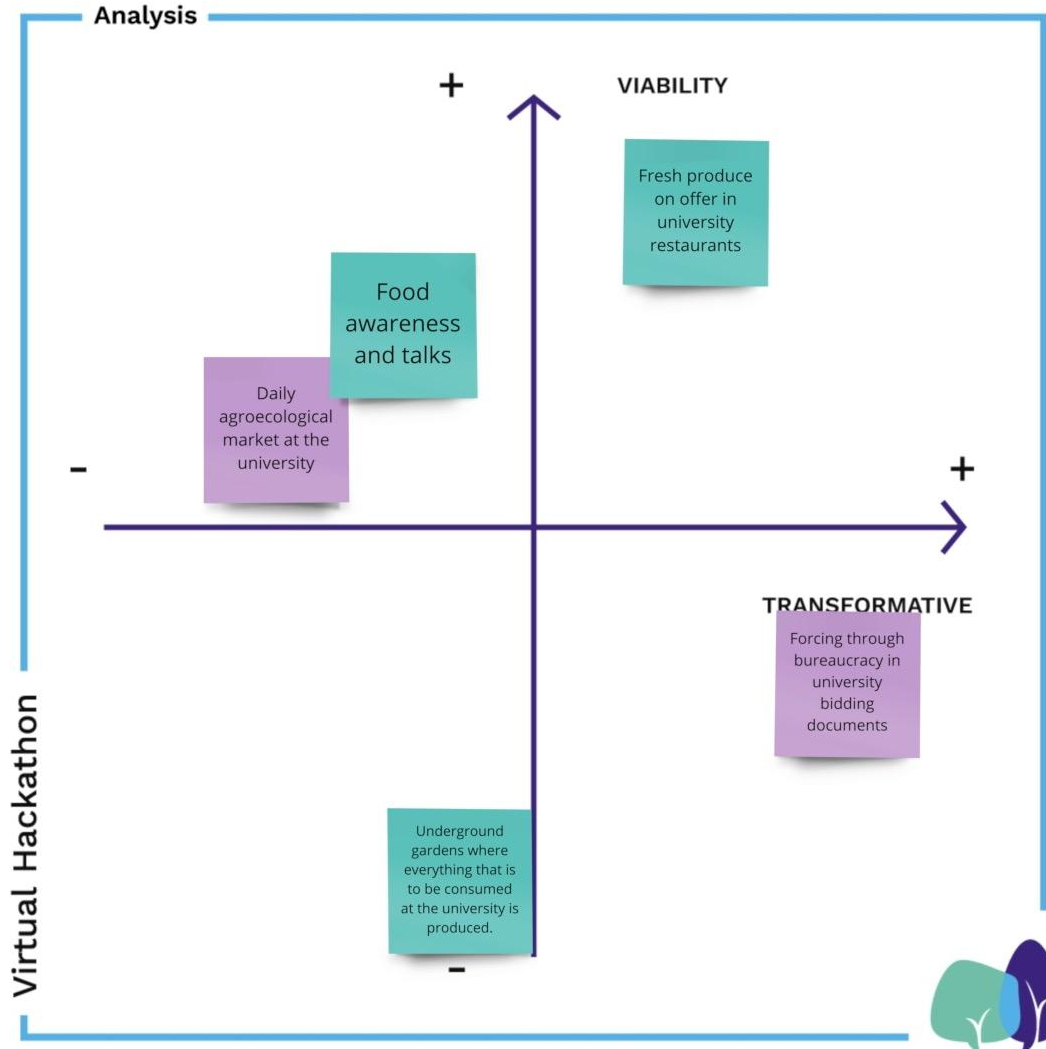 Analysis
+
VIABILITY
Fresh produce
on offer in
university
restaurants
Food
awareness
and talks
Daily
agroecological
market at the
university
-
+
TRANSFORMATIVE
Forcing through
bureaucracy in
university
bidding
documents
Underground
gardens where
everything that is
to be consumed
at the university is
produced.
-
Virtual Hackathon